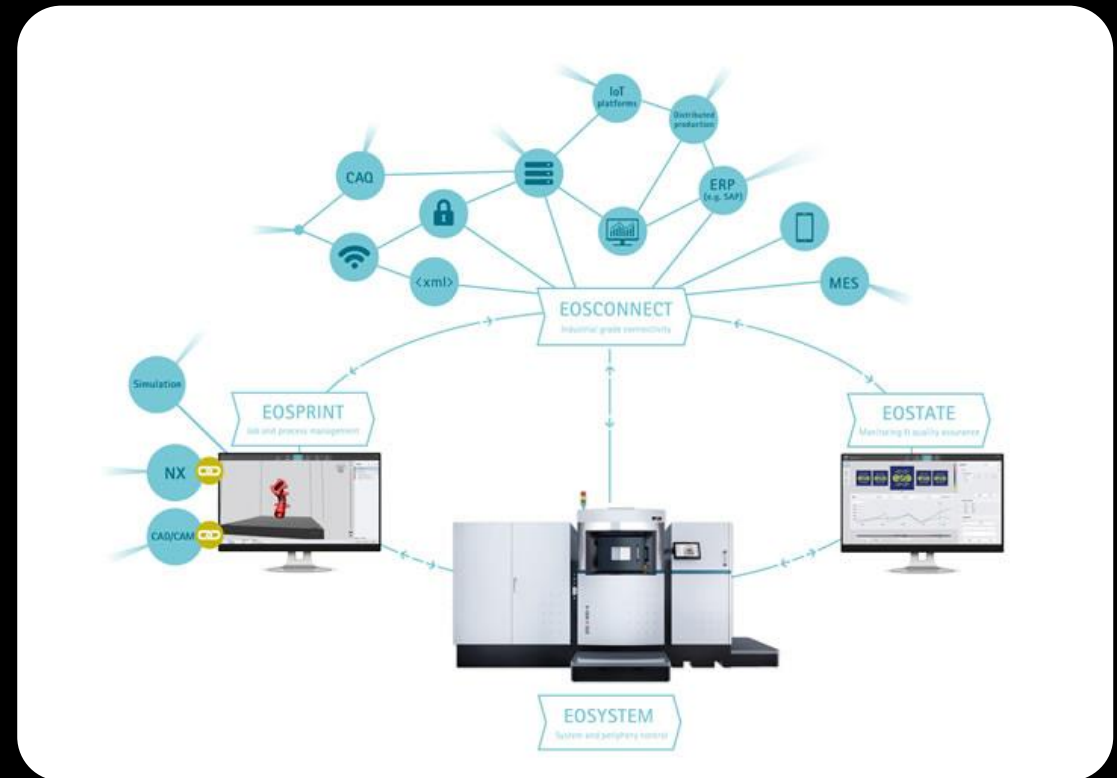 IoT
platforms
Distributed
production
CAQ
ERP
(e.g. SAP)
<xml>
MES
EOSCONNECT
Industrial grade connectivity
Simulation
EOSPRINT
Job and process management
EOSTATE
Monitoring & quality assurance
NX
CAD/CAM
EOSYSTEM
System and periphery control